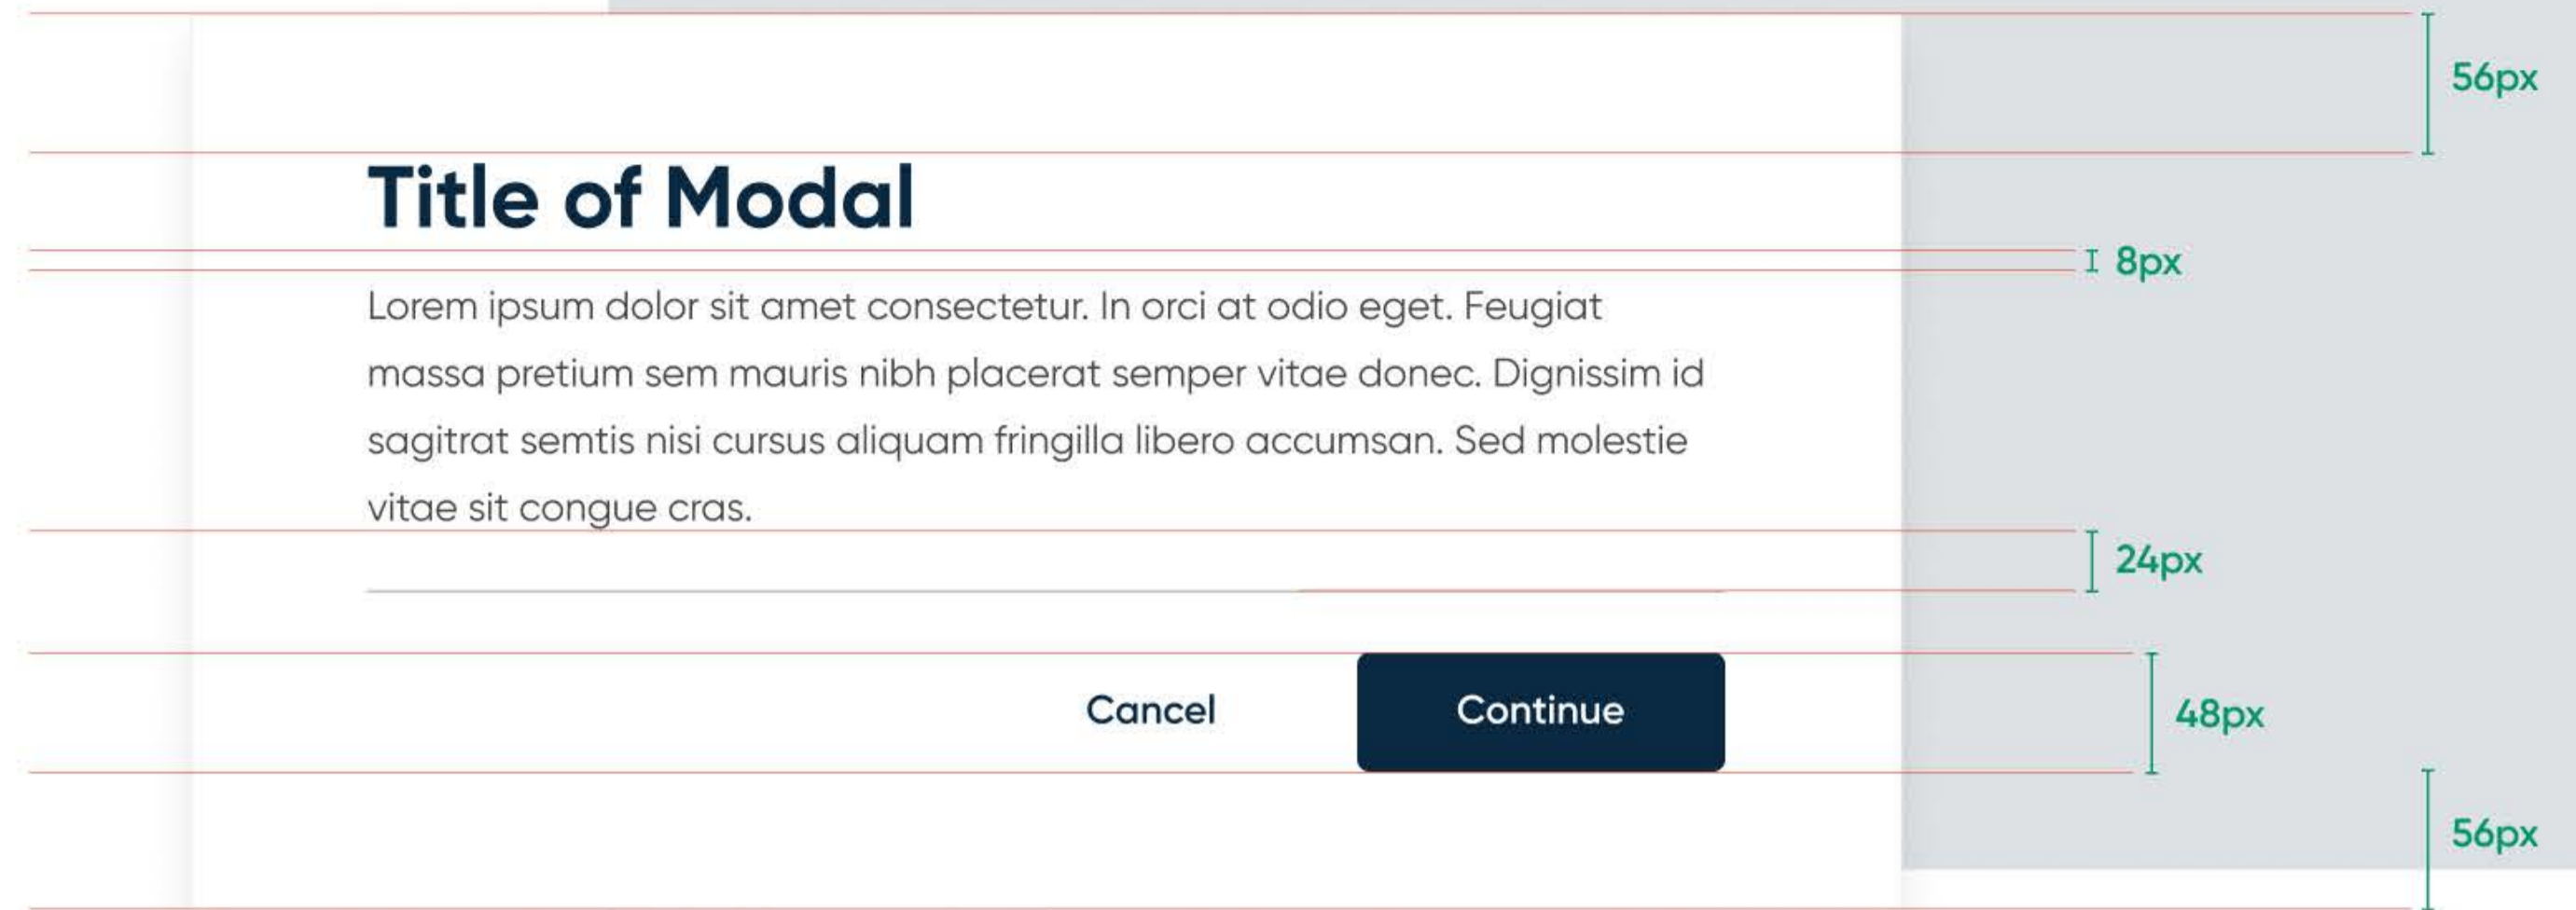 56px
Title of Modal
8px
Lorem ipsum dolor sit amet consectetur. In orci at odio eget. Feugiat
massa pretium sem mauris nibh placerat semper vitae donec. Dignissim id
sagitrat semtis nisi cursus aliquam fringilla libero accumsan. Sed molestie
vitae sit congue cras.
24px
Cancel
Continue
48px
56px